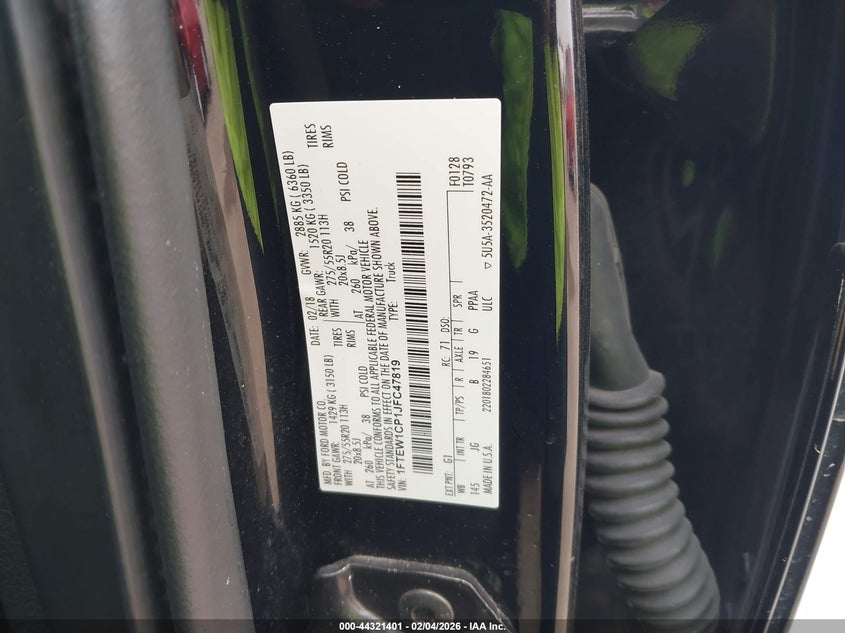 MFD. BY FORD MOTOR CO.
DATE: 02/18 GVWR: 2885 KG ( 6360 LB)
FRONT GAWR: 1429 KG ( 3150 LB) REAR GAWR: 1520 KG ( 3350 LB)
WITH 275/55R20 113H TIRES WITH 275/55R20 113H TIRES
20x8.5J RIMS 20x8.5J RIMS
AT 260 kPa/ 38 PSI COLD AT 260 kPa/ 38 PSI COLD
THIS VEHICLE CONFORMS TO ALL APPLICABLE FEDERAL MOTOR VEHICLE
SAFETY STANDARDS IN EFFECT ON THE DATE OF MANUFACTURE SHOWN ABOVE.
VIN: 1FTEW1CP1JFC47819 TYPE: Truck
F0128
T0793
EXT PNT: G1 RC: 71 DSO:
WB INT TR TP/PS R AXLE TR SPR
145 JG B 19 G PPAA
2201802284651 ULC
MADE IN U.S.A. 5U5A-3520472-AA
000-44321401 - 02/04/2026 - IAA Inc.